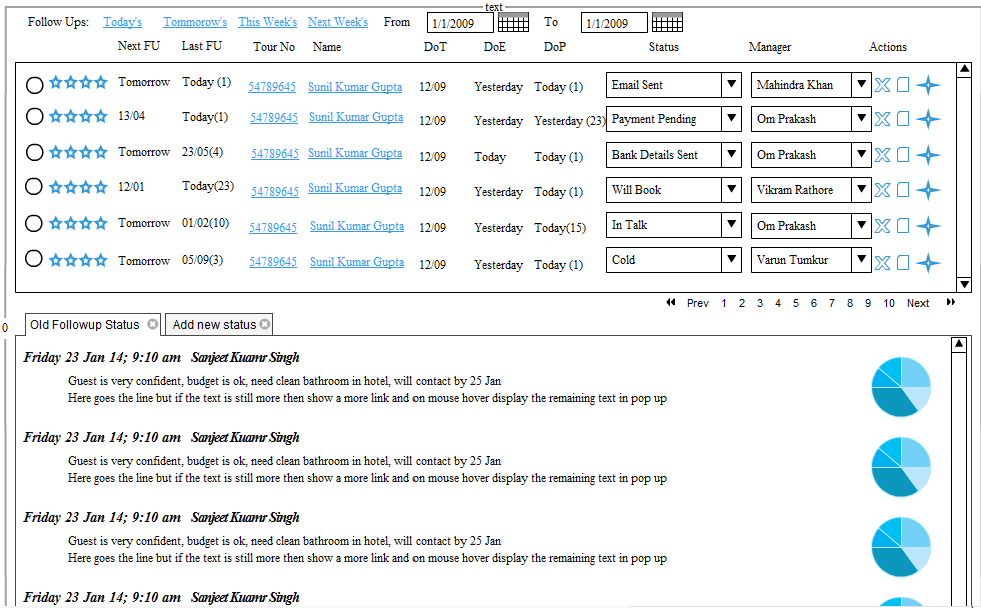 text
Follow Ups: Today's Tommorow's This Week's Next Week's From 1/1/2009 To 1/1/2009
Next FU Last FU Tour No Name DoT DoE DoP Status Manager Actions
Tomorrow Today (1) 54789645 Sunil Kumar Gupta 12/09 Yesterday Today (1) Email Sent Mahindra Khan
13/04 Today(1) 54789645 Sunil Kumar Gupta 12/09 Yesterday Yesterday (23) Payment Pending Om Prakash
Tomorrow 23/05(4) 54789645 Sunil Kumar Gupta 12/09 Today Today (1) Bank Details Sent Om Prakash
12/01 Today(23) 54789645 Sunil Kumar Gupta 12/09 Yesterday Today (1) Will Book Vikram Rathore
Tomorrow 01/02(10) 54789645 Sunil Kumar Gupta 12/09 Yesterday Today(15) In Talk Om Prakash
Tomorrow 05/09(3) 54789645 Sunil Kumar Gupta 12/09 Yesterday Today (1) Cold Varun Tumkur
Prev 1 2 3 4 5 6 7 8 9 10 Next
0
Old Followup Status Add new status
Friday 23 Jan 14; 9:10 am Sanjeet Kuamr Singh
Guest is very confident, budget is ok, need clean bathroom in hotel, will contact by 25 Jan
Here goes the line but if the text is still more then show a more link and on mouse hover display the remaining text in pop up
Friday 23 Jan 14; 9:10 am Sanjeet Kuamr Singh
Guest is very confident, budget is ok, need clean bathroom in hotel, will contact by 25 Jan
Here goes the line but if the text is still more then show a more link and on mouse hover display the remaining text in pop up
Friday 23 Jan 14; 9:10 am Sanjeet Kuamr Singh
Guest is very confident, budget is ok, need clean bathroom in hotel, will contact by 25 Jan
Here goes the line but if the text is still more then show a more link and on mouse hover display the remaining text in pop up
Friday 23 Jan 14; 9:10 am Sanjeet Kuamr Singh